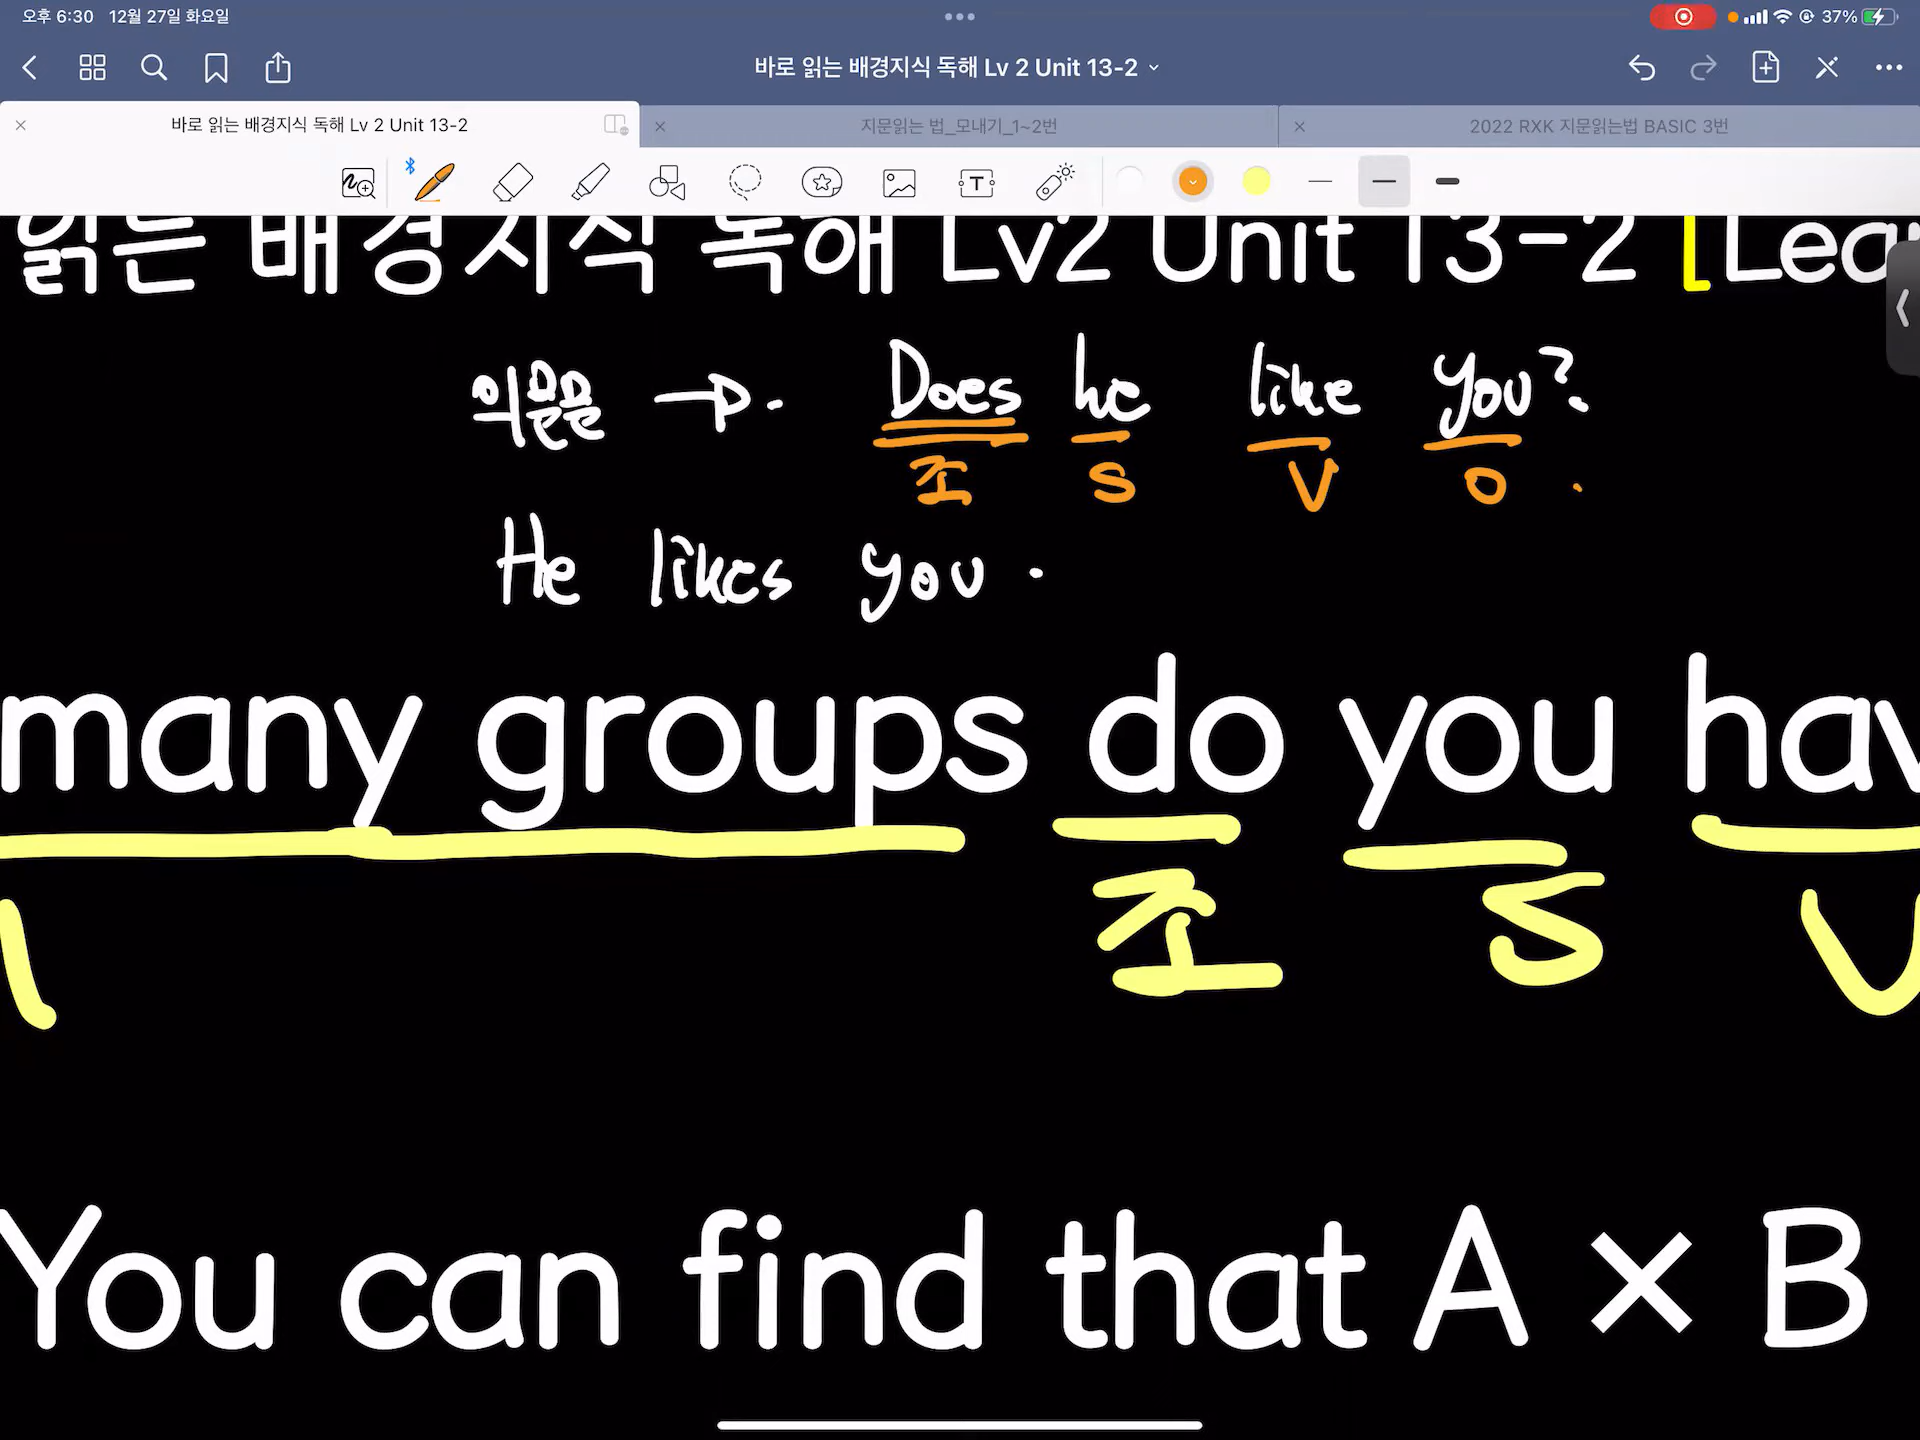 오후 6:30 12월 27일 화요일
37%
바로 읽는 배경지식 독해 Lv 2 Unit 13-2
바로 읽는 배경지식 독해 Lv 2 Unit 13-2
지문읽는 법_모내기_1~2번
2022 RXK 지문읽는법 BASIC 3번
읽는 배경지식 독해 Lv2 Unit 13-2 [Lea
의문문 → Does he like you?
조 S V O
He likes you.
many groups do you hav
조 S V
You can find that A × B